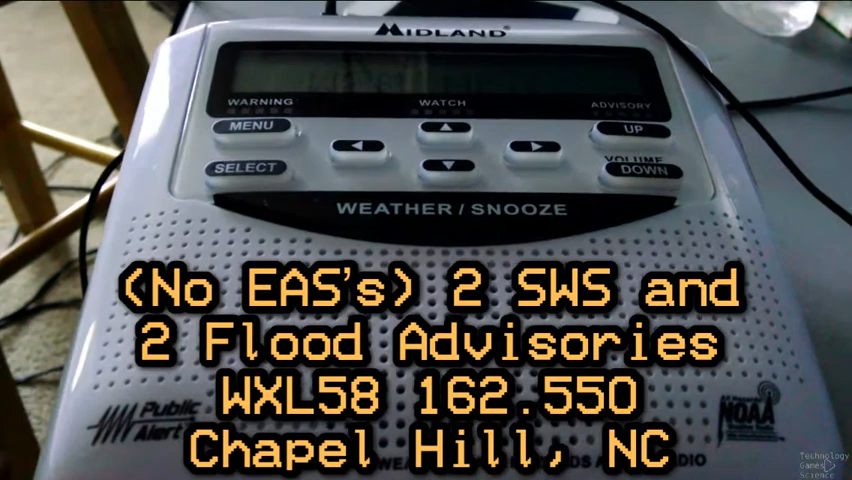 MIDLAND
WARNING WATCH ADVISORY
MENU UP
SELECT VOLUME DOWN
WEATHER / SNOOZE
(No EAS's) 2 SWS and
2 Flood Advisories
WXL58 162.550
Public Alert
NOAA
Chapel Hill, NC
Technology
Games
Science